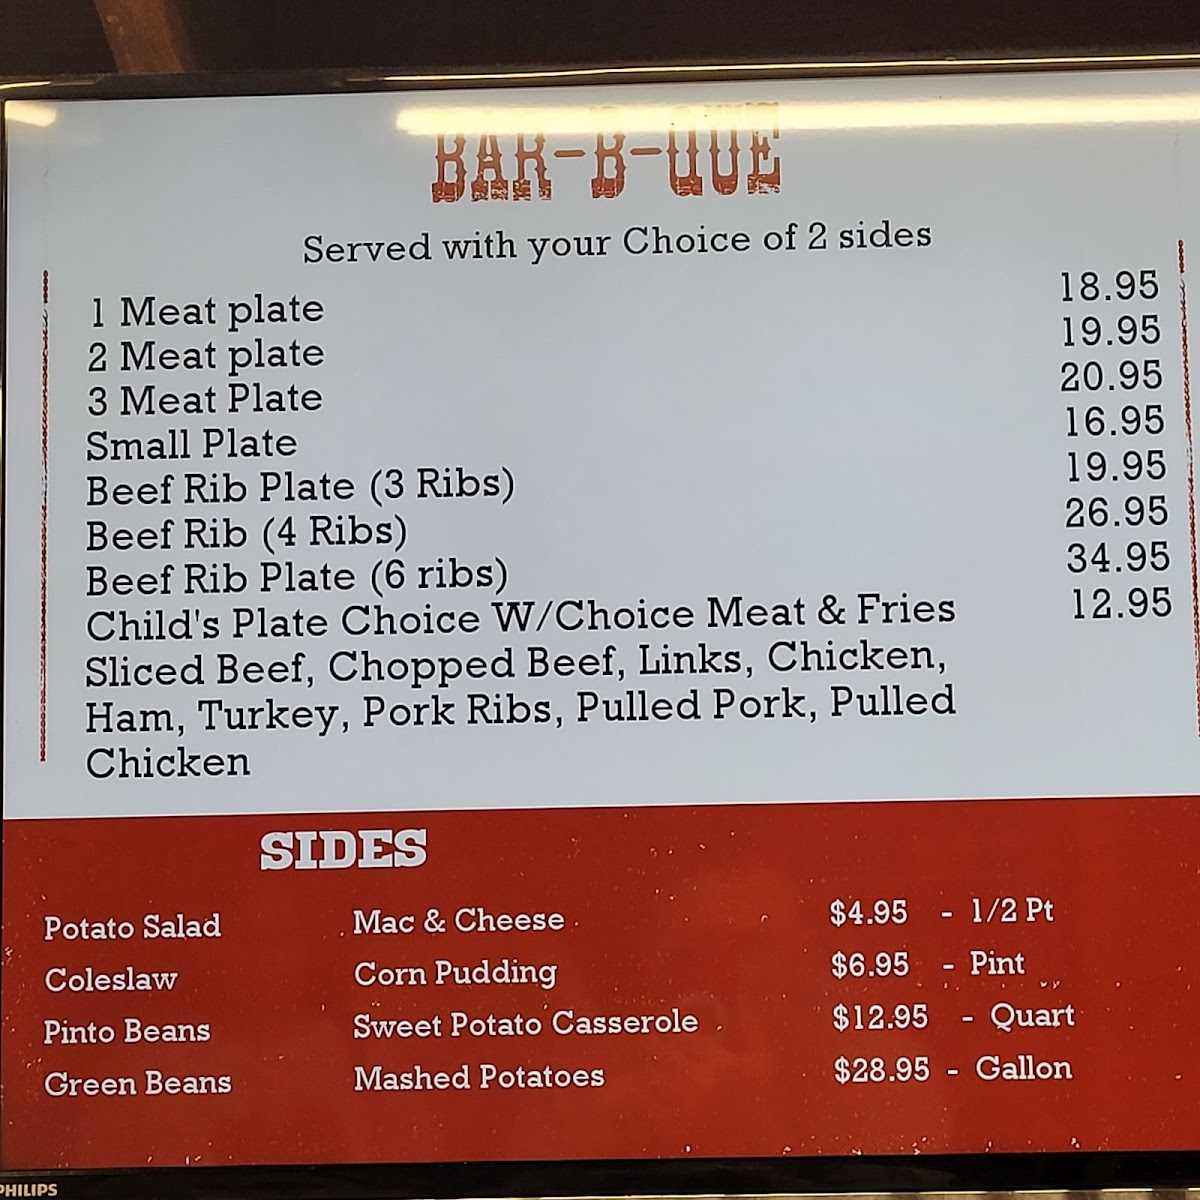 BAR-B-QUE
Served with your Choice of 2 sides
1 Meat plate 18.95
2 Meat plate 19.95
3 Meat Plate 20.95
Small Plate 16.95
Beef Rib Plate (3 Ribs) 19.95
Beef Rib (4 Ribs) 26.95
Beef Rib Plate (6 ribs) 34.95
Child's Plate Choice W/Choice Meat & Fries 12.95
Sliced Beef, Chopped Beef, Links, Chicken,
Ham, Turkey, Pork Ribs, Pulled Pork, Pulled
Chicken
SIDES
Potato Salad Mac & Cheese $4.95 - 1/2 Pt
Coleslaw Corn Pudding $6.95 - Pint
Pinto Beans Sweet Potato Casserole $12.95 - Quart
Green Beans Mashed Potatoes $28.95 - Gallon
PHILIPS